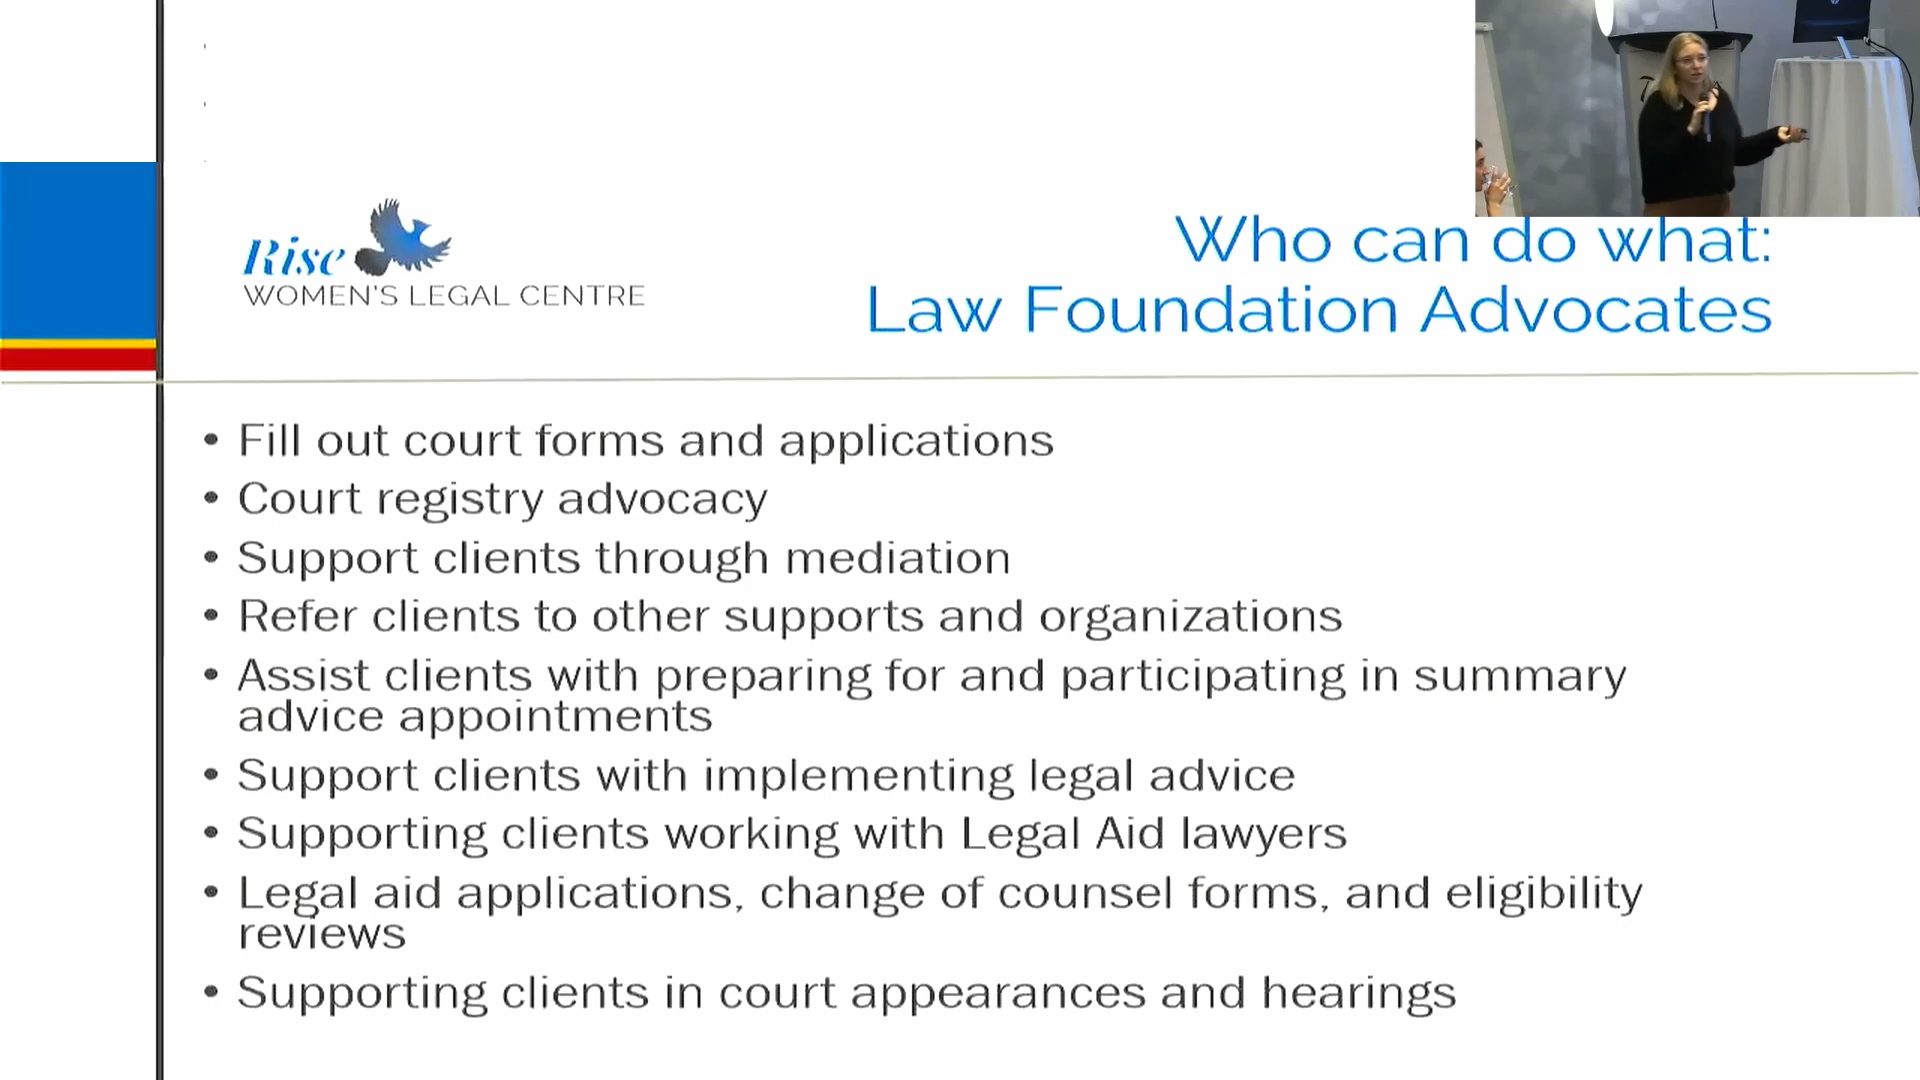 Rise
WOMEN'S LEGAL CENTRE
Who can do what:
Law Foundation Advocates
• Fill out court forms and applications
• Court registry advocacy
• Support clients through mediation
• Refer clients to other supports and organizations
• Assist clients with preparing for and participating in summary
advice appointments
• Support clients with implementing legal advice
• Supporting clients working with Legal Aid lawyers
• Legal aid applications, change of counsel forms, and eligibility
reviews
• Supporting clients in court appearances and hearings